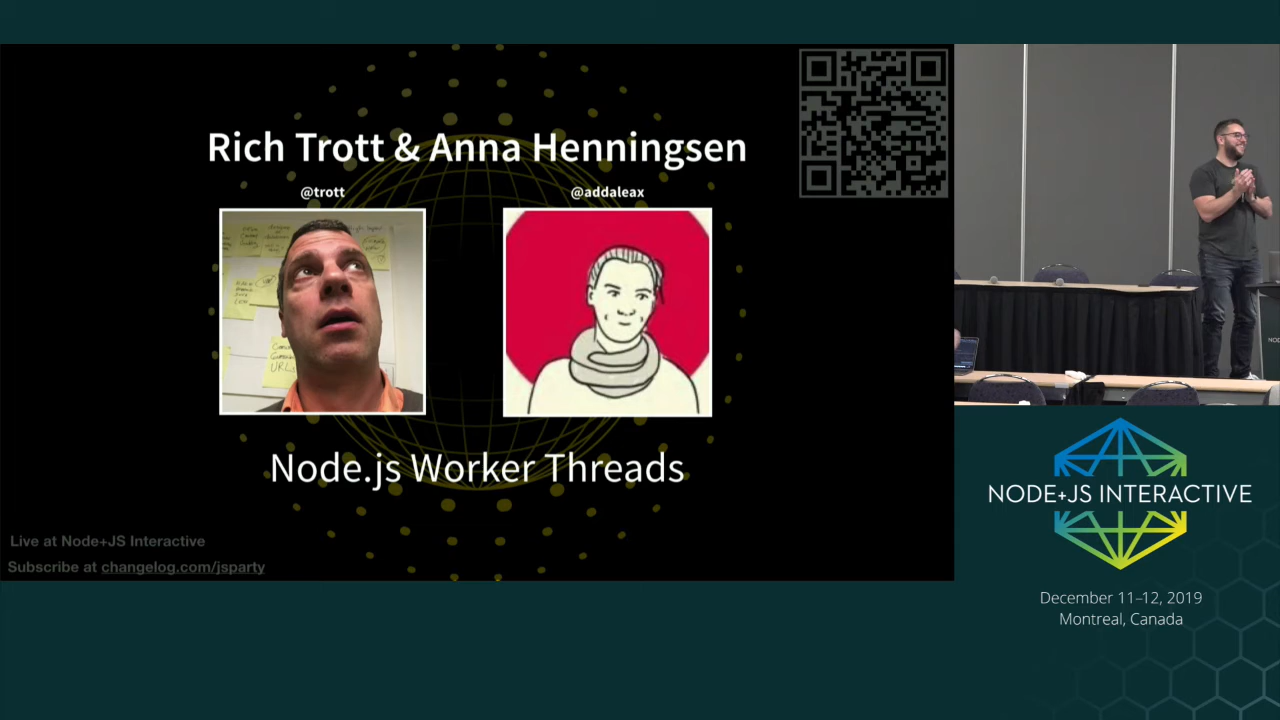 Rich Trott & Anna Henningsen
@trott
@addaleax
Node.js Worker Threads
Live at Node+JS Interactive
Subscribe at changelog.com/jsparty
NODE+JS INTERACTIVE
December 11–12, 2019
Montreal, Canada